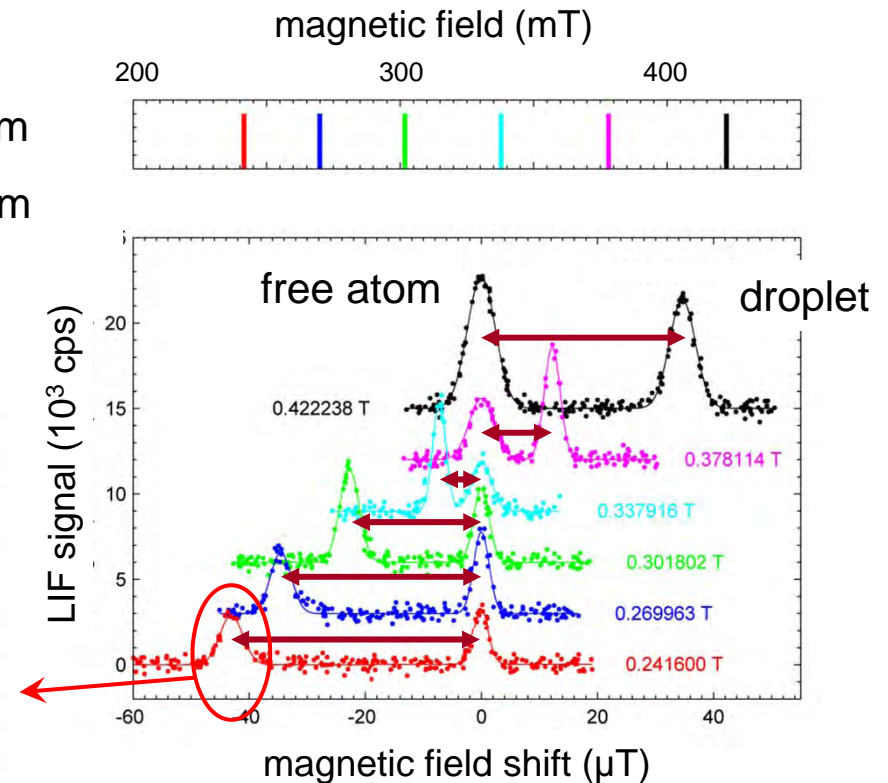 magnetic field (mT)
200 300 400
m
m
free atom
droplet
LIF signal (10³ cps)
20
15
10
5
0
0.422238 T
0.378114 T
0.337916 T
0.301802 T
0.269963 T
0.241600 T
-60 -40 -20 0 20 40
magnetic field shift (µT)